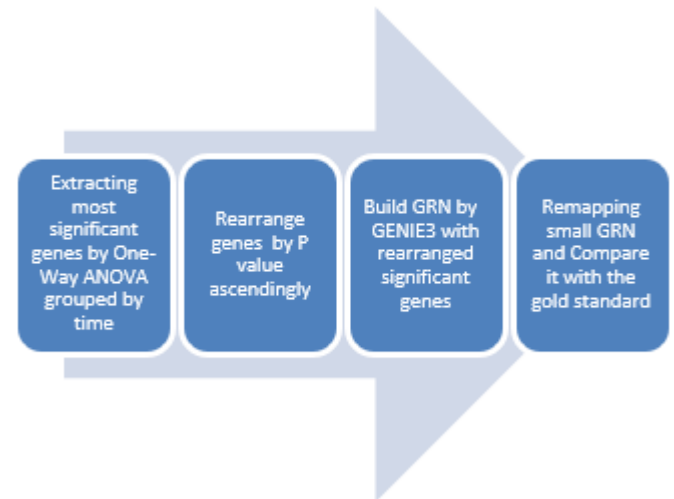 Extracting
most
significant
genes by One-
Way ANOVA
grouped by
time
Rearrange
genes by P
value
ascendingly
Build GRN by
GENIE3 with
rearranged
significant
genes
Remapping
small GRN
and Compare
it with the
gold standard